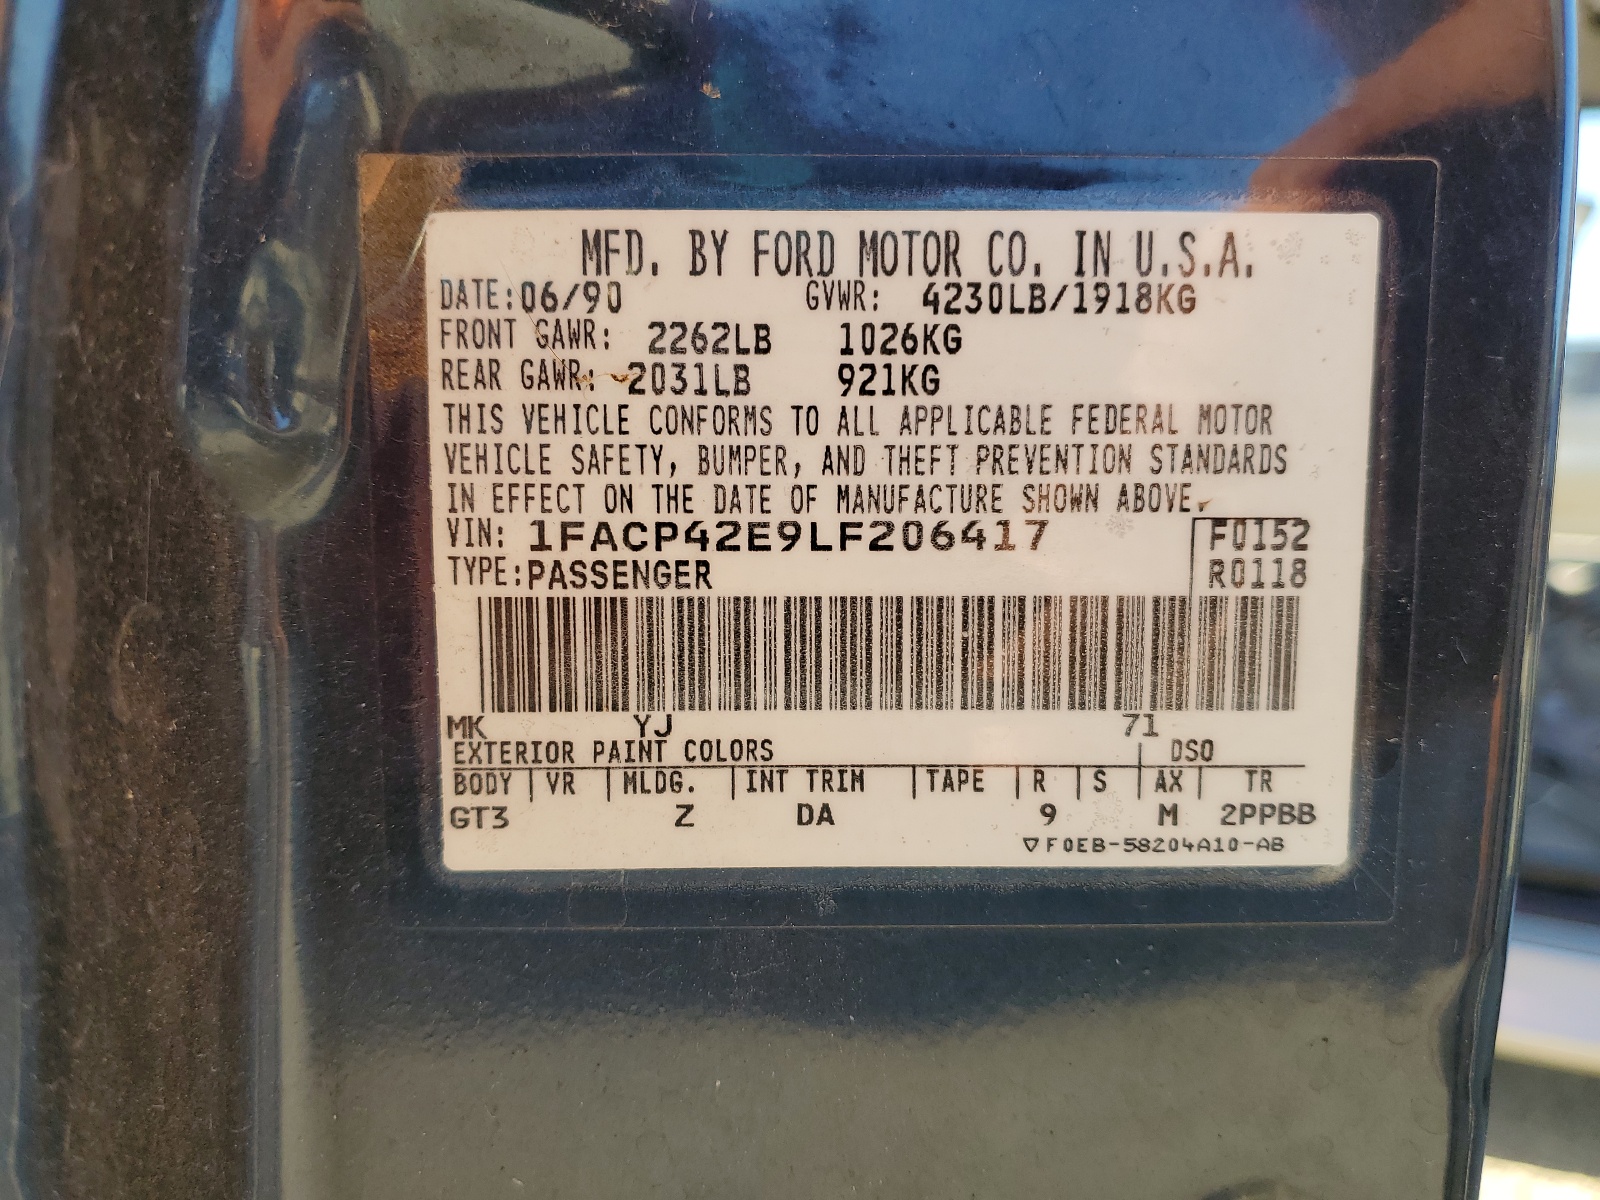 MFD. BY FORD MOTOR CO. IN U.S.A.
DATE: 06/90 GVWR: 4230LB/1918KG
FRONT GAWR: 2262LB 1026KG
REAR GAWR: 2031LB 921KG
THIS VEHICLE CONFORMS TO ALL APPLICABLE FEDERAL MOTOR
VEHICLE SAFETY, BUMPER, AND THEFT PREVENTION STANDARDS
IN EFFECT ON THE DATE OF MANUFACTURE SHOWN ABOVE.
VIN: 1FACP42E9LF206417 F0152
TYPE: PASSENGER R0118
MK YJ 71
EXTERIOR PAINT COLORS DSO
BODY VR MLDG. INT TRIM TAPE R S AX TR
GT3 Z DA 9 M 2PPBB
▽F0EB-58204A10-AB